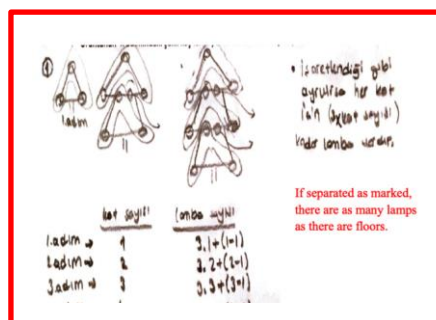 1
1.adım
• İşaretlendiği gibi
ayrılırsa her kat
için (3xkat sayısı)
kadar lamba vardır.
If separated as marked,
there are as many lamps
as there are floors.
kat sayısı lamba sayısı
1.adım → 1 3.1+(1-1)
2.adım → 2 3.2+(2-1)
3.adım → 3 3.3+(3-1)